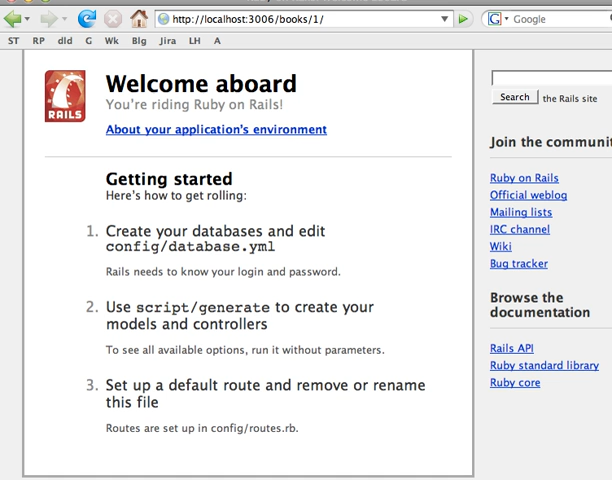 http://localhost:3006/books/1/
Google
ST RP dld G Wk Blg Jira LH A
RAILS
Welcome aboard
You're riding Ruby on Rails!
About your application's environment
Getting started
Here's how to get rolling:
1. Create your databases and edit
config/database.yml
Rails needs to know your login and password.
2. Use script/generate to create your
models and controllers
To see all available options, run it without parameters.
3. Set up a default route and remove or rename
this file
Routes are set up in config/routes.rb.
Search the Rails site
Join the communit
Ruby on Rails
Official weblog
Mailing lists
IRC channel
Wiki
Bug tracker
Browse the
documentation
Rails API
Ruby standard library
Ruby core